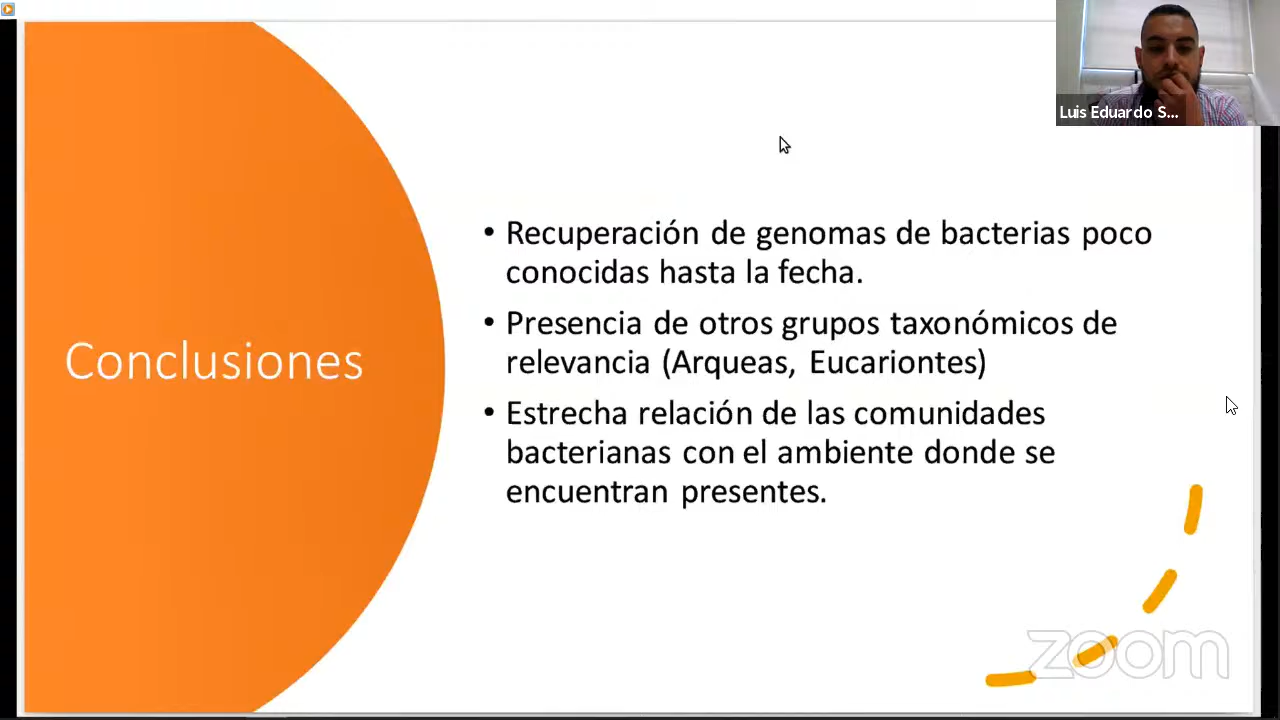 Luis Eduardo S...
Conclusiones
• Recuperación de genomas de bacterias poco
conocidas hasta la fecha.
• Presencia de otros grupos taxonómicos de
relevancia (Arqueas, Eucariontes)
• Estrecha relación de las comunidades
bacterianas con el ambiente donde se
encuentran presentes.
zoom